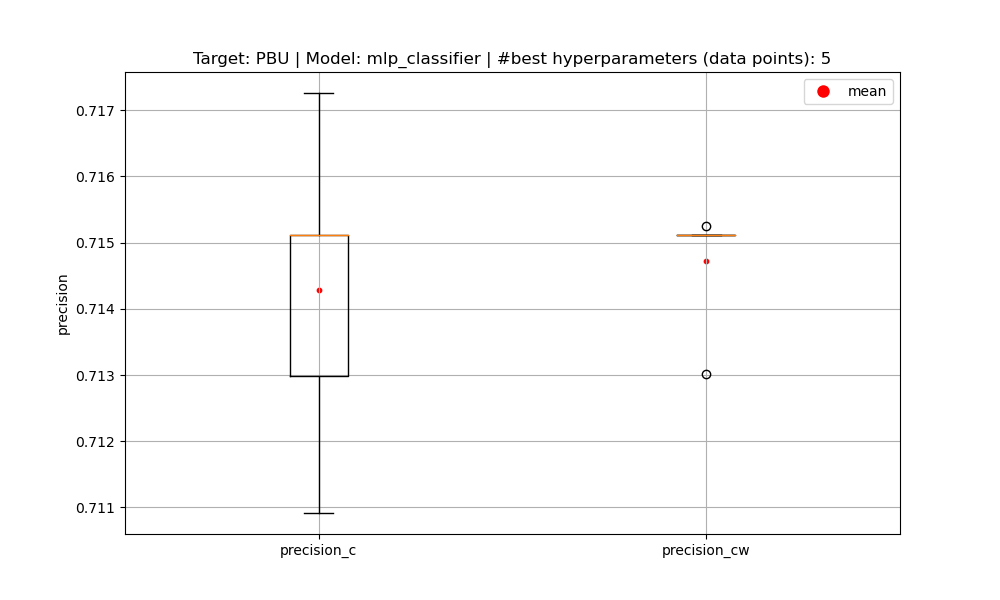 Target: PBU | Model: mlp_classifier | #best hyperparameters (data points): 5
mean
0.717
0.716
0.715
0.714
0.713
0.712
0.711
precision
precision_c
precision_cw